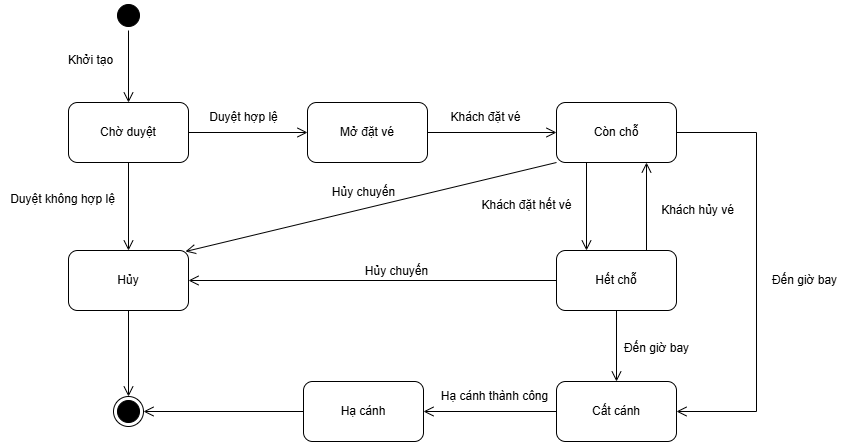 Khởi tạo
Chờ duyệt
Duyệt hợp lệ
Mở đặt vé
Khách đặt vé
Còn chỗ
Duyệt không hợp lệ
Hủy chuyến
Khách đặt hết vé
Khách hủy vé
Hủy
Hủy chuyến
Hết chỗ
Đến giờ bay
Đến giờ bay
Hạ cánh
Hạ cánh thành công
Cất cánh